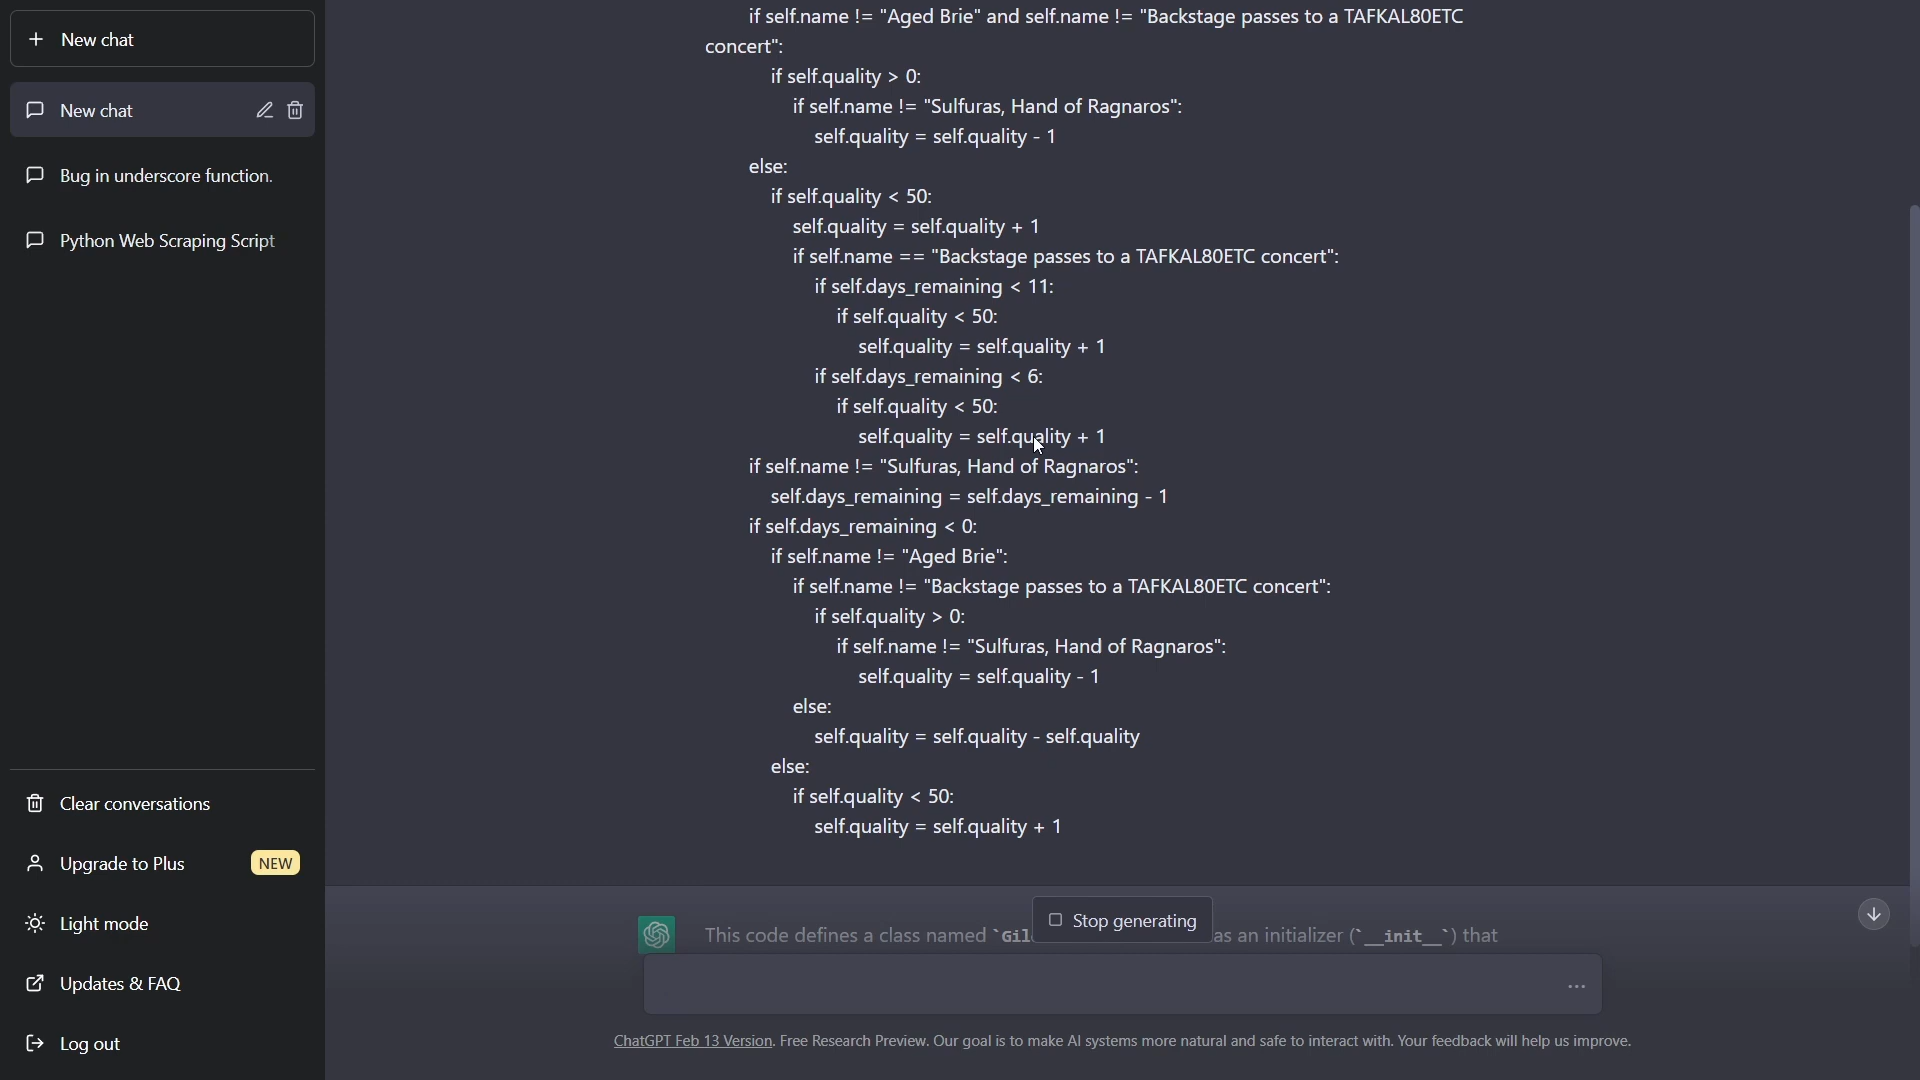 New chat
New chat
Bug in underscore function.
Python Web Scraping Script
if self.name != "Aged Brie" and self.name != "Backstage passes to a TAFKAL80ETC
concert":
if self.quality > 0:
if self.name != "Sulfuras, Hand of Ragnaros":
self.quality = self.quality - 1
else:
if self.quality < 50:
self.quality = self.quality + 1
if self.name == "Backstage passes to a TAFKAL80ETC concert":
if self.days_remaining < 11:
if self.quality < 50:
self.quality = self.quality + 1
if self.days_remaining < 6:
if self.quality < 50:
self.quality = self.quality + 1
if self.name != "Sulfuras, Hand of Ragnaros":
self.days_remaining = self.days_remaining - 1
if self.days_remaining < 0:
if self.name != "Aged Brie":
if self.name != "Backstage passes to a TAFKAL80ETC concert":
if self.quality > 0:
if self.name != "Sulfuras, Hand of Ragnaros":
self.quality = self.quality - 1
else:
self.quality = self.quality - self.quality
else:
if self.quality < 50:
self.quality = self.quality + 1
This code defines a class named `Gil as an initializer (`__init__`) that
Stop generating
Clear conversations
Upgrade to Plus NEW
Light mode
Updates & FAQ
Log out
ChatGPT Feb 13 Version. Free Research Preview. Our goal is to make AI systems more natural and safe to interact with. Your feedback will help us improve.